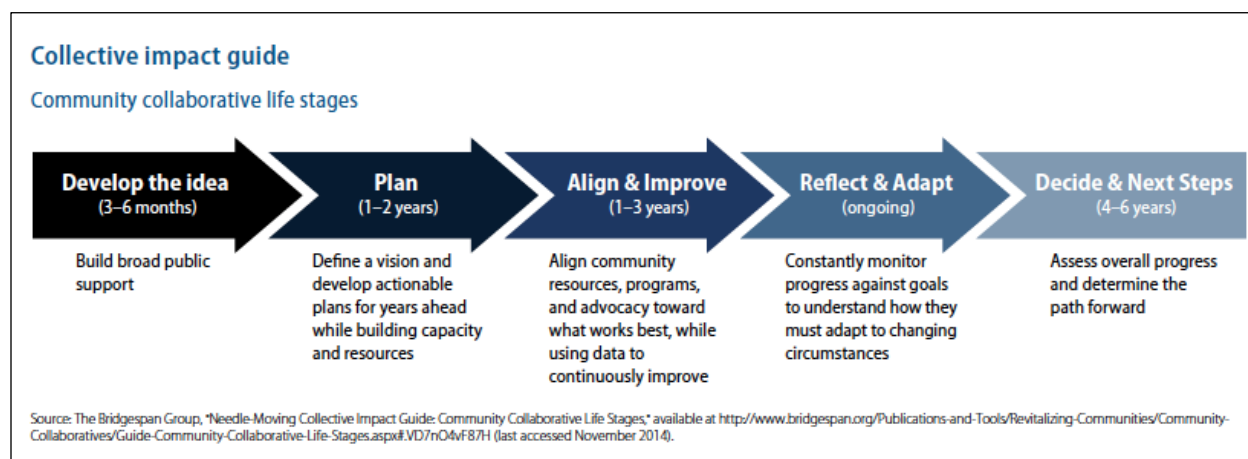 Collective impact guide
Community collaborative life stages
Develop the idea
(3–6 months)
Plan
(1–2 years)
Align & Improve
(1–3 years)
Reflect & Adapt
(ongoing)
Decide & Next Steps
(4–6 years)
Build broad public
support
Define a vision and
develop actionable
plans for years ahead
while building capacity
and resources
Align community
resources, programs,
and advocacy toward
what works best, while
using data to
continuously improve
Constantly monitor
progress against goals
to understand how they
must adapt to changing
circumstances
Assess overall progress
and determine the
path forward
Source: The Bridgespan Group, "Needle-Moving Collective Impact Guide: Community Collaborative Life Stages," available at http://www.bridgespan.org/Publications-and-Tools/Revitalizing-Communities/Community-
Collaboratives/Guide-Community-Collaborative-Life-Stages.aspx#.VD7nO4vF87H (last accessed November 2014).